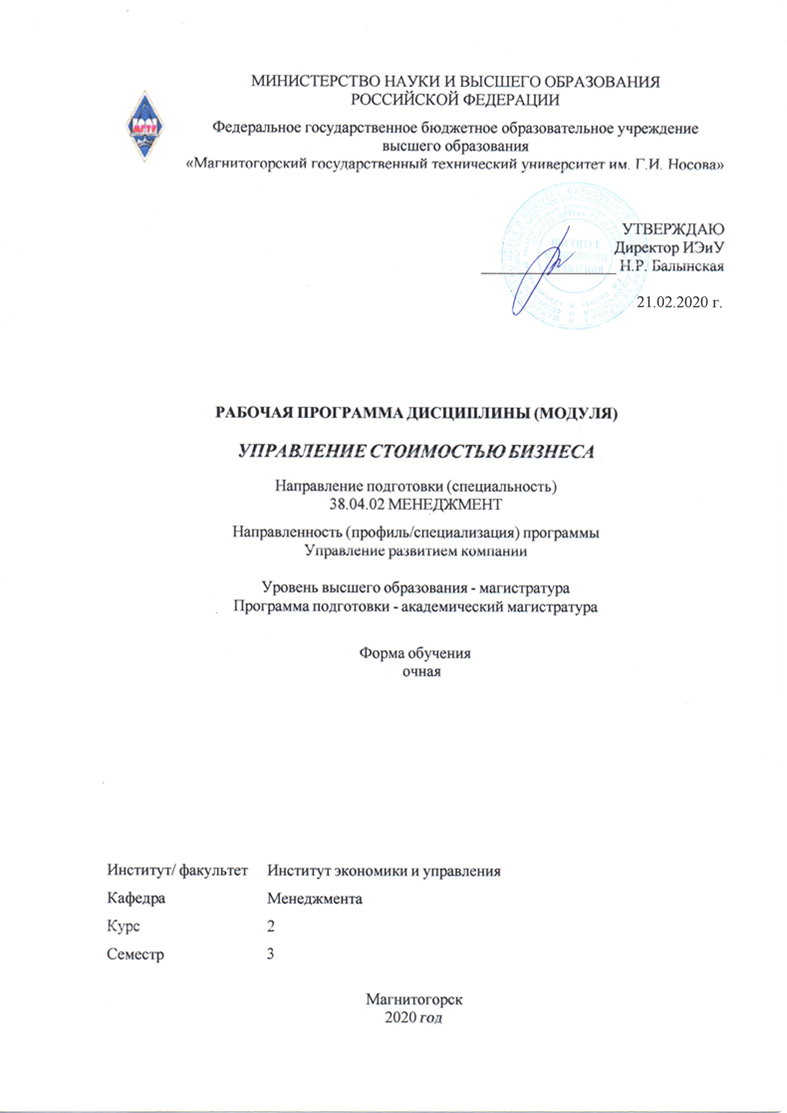 МИНИСТЕРСТВО НАУКИ И ВЫСШЕГО ОБРАЗОВАНИЯ
РОССИЙСКОЙ ФЕДЕРАЦИИ
Федеральное государственное бюджетное образовательное учреждение
высшего образования
«Магнитогорский государственный технический университет им. Г.И. Носова»
МГТУ
УТВЕРЖДАЮ
Директор ИЭиУ
Н.Р. Балынская
21.02.2020 г.
РАБОЧАЯ ПРОГРАММА ДИСЦИПЛИНЫ (МОДУЛЯ)
УПРАВЛЕНИЕ СТОИМОСТЬЮ БИЗНЕСА
Направление подготовки (специальность)
38.04.02 МЕНЕДЖМЕНТ
Направленность (профиль/специализация) программы
Управление развитием компании
Уровень высшего образования - магистратура
Программа подготовки - академический магистратура
Форма обучения
очная
Институт/ факультет Институт экономики и управления
Кафедра Менеджмента
Курс 2
Семестр 3
Магнитогорск
2020 год